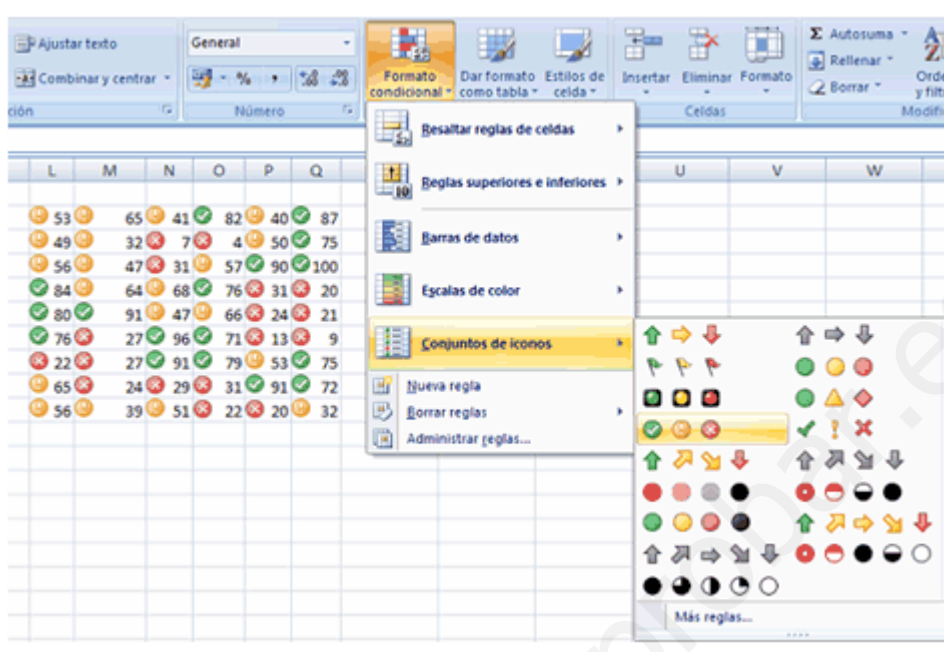 Ajustar texto
General
Autosuma
Combinar y centrar
% ,
Formato condicional
Dar formato como tabla
Estilos de celda
Insertar
Eliminar
Formato
Rellenar
Borrar
Orde
y filt
ción
Número
Celdas
Modific
Resaltar reglas de celdas
Reglas superiores e inferiores
10
Barras de datos
Escalas de color
Conjuntos de iconos
Nueva regla
Borrar reglas
Administrar reglas...
Más reglas...
L M N O P Q U V W
53 65 41 82 40 87
49 32 7 4 50 75
56 47 31 57 90 100
84 64 68 76 31 20
80 91 47 66 24 21
76 27 96 71 13 9
22 27 91 79 53 75
65 24 29 31 91 72
56 39 51 22 20 32